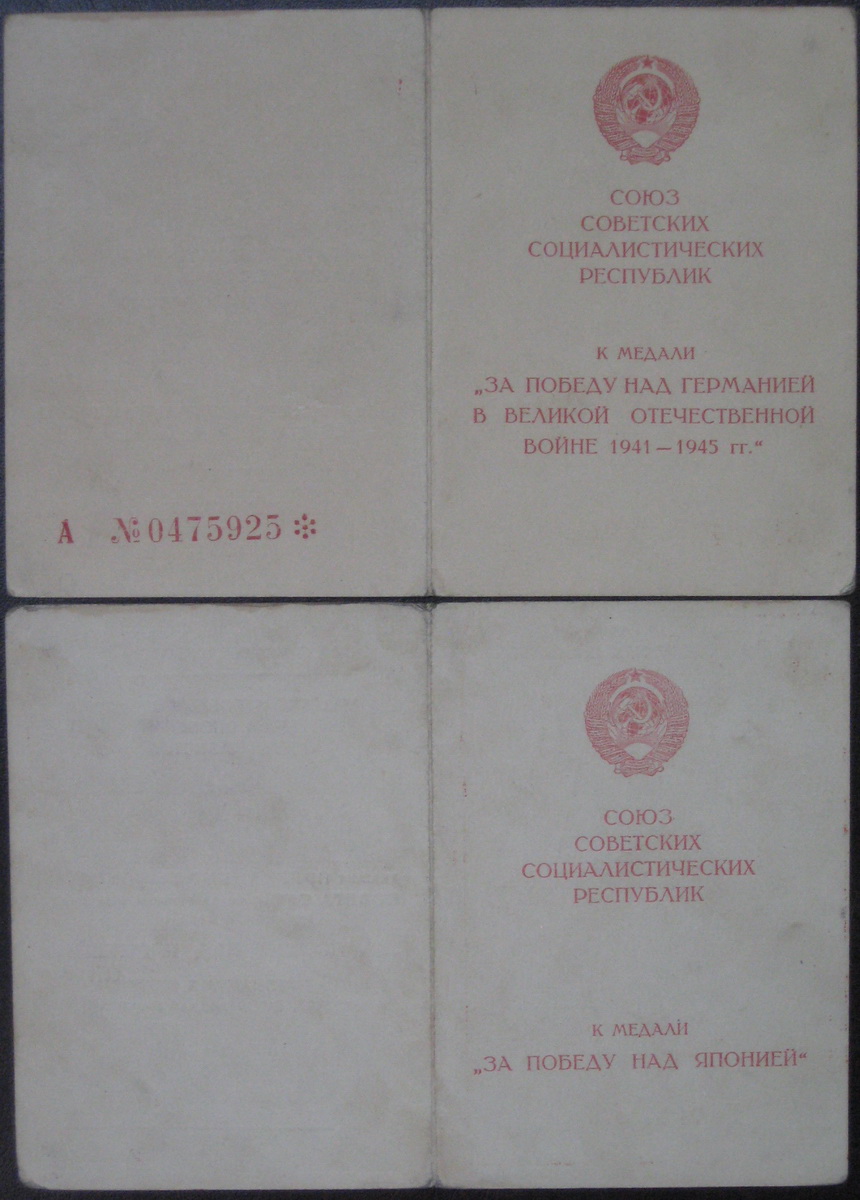 СОЮЗ
СОВЕТСКИХ
СОЦИАЛИСТИЧЕСКИХ
РЕСПУБЛИК
К МЕДАЛИ
„ЗА ПОБЕДУ НАД ГЕРМАНИЕЙ
В ВЕЛИКОЙ ОТЕЧЕСТВЕННОЙ
ВОЙНЕ 1941 — 1945 гг.“
А №0475925
СОЮЗ
СОВЕТСКИХ
СОЦИАЛИСТИЧЕСКИХ
РЕСПУБЛИК
К МЕДАЛИ
„ЗА ПОБЕДУ НАД ЯПОНИЕЙ“